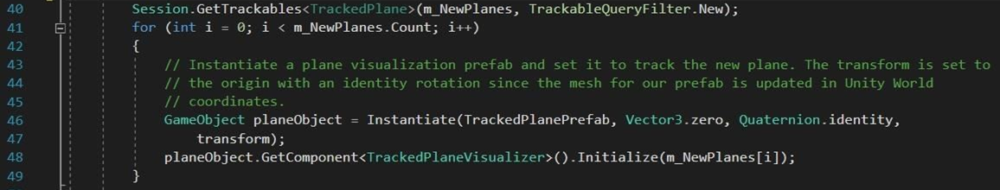 40 Session.GetTrackables<TrackedPlane>(m_NewPlanes, TrackableQueryFilter.New);
41 for (int i = 0; i < m_NewPlanes.Count; i++)
42 {
43 // Instantiate a plane visualization prefab and set it to track the new plane. The transform is set to
44 // the origin with an identity rotation since the mesh for our prefab is updated in Unity World
45 // coordinates.
46 GameObject planeObject = Instantiate(TrackedPlanePrefab, Vector3.zero, Quaternion.identity,
47 transform);
48 planeObject.GetComponent<TrackedPlaneVisualizer>().Initialize(m_NewPlanes[i]);
49 }